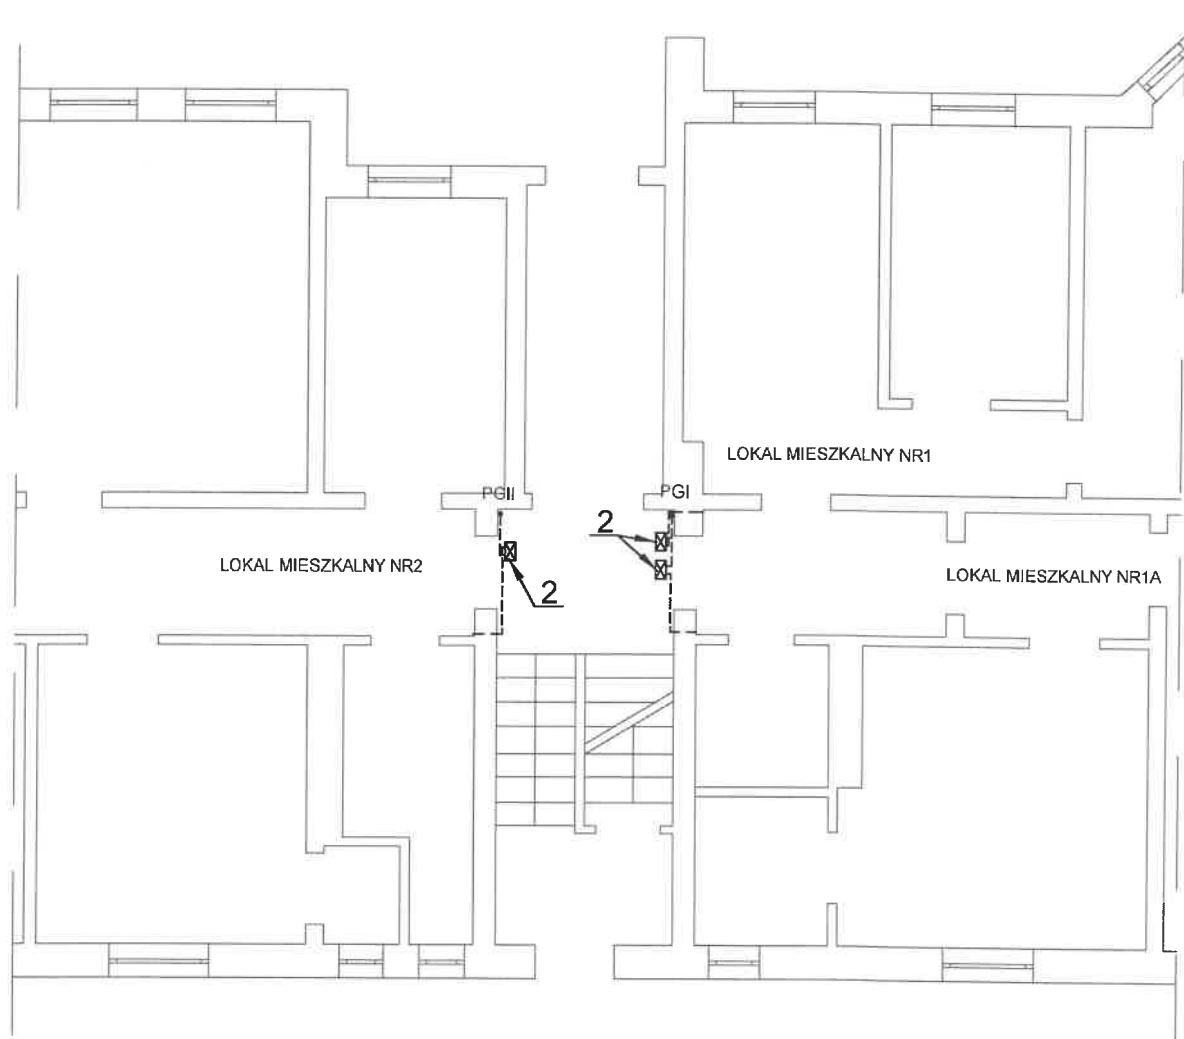 LOKAL MIESZKALNY NR1
PGII
PGI
2
LOKAL MIESZKALNY NR2
2
LOKAL MIESZKALNY NR1A